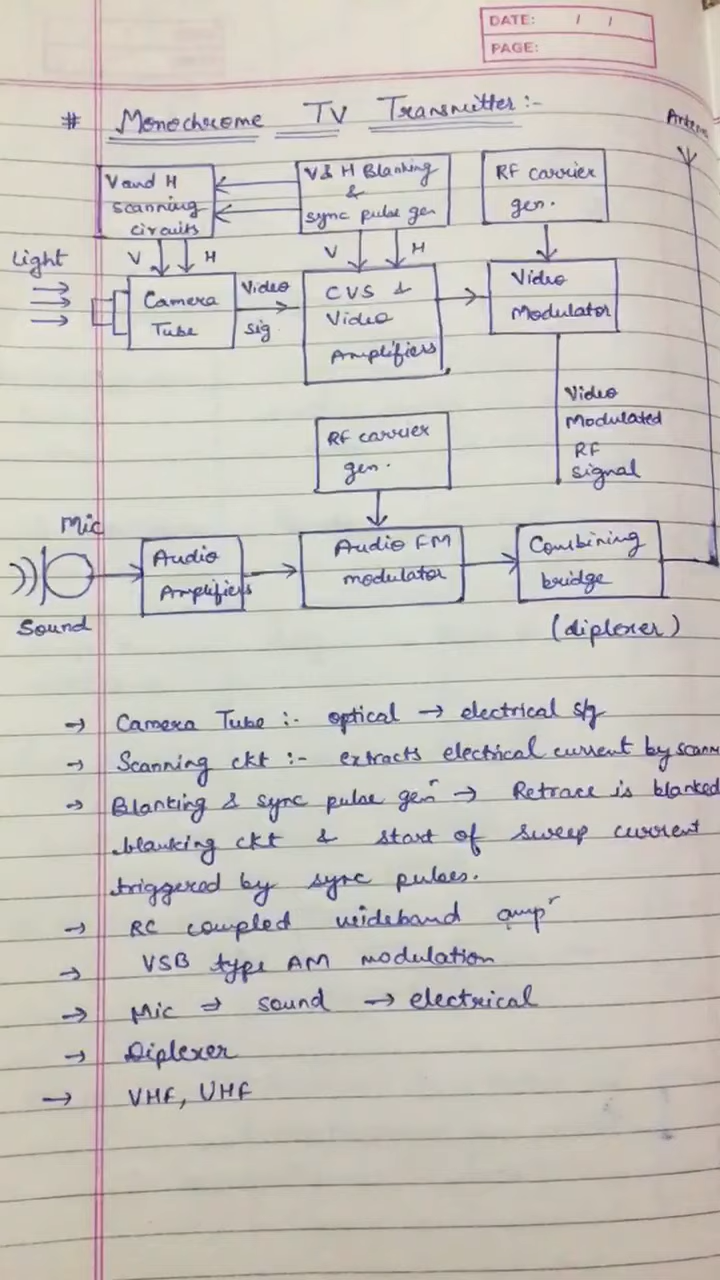 DATE: / /
PAGE:
# Monochrome TV Transmitter :-
Antenna
V and H
scanning
circuits
V & H Blanking
&
sync pulse gen
RF carrier
gen.
V H
V H
Light
Camera
Tube
Video
sig
CVS &
Video
Amplifiers
Video
Modulator
Video
Modulated
RF
signal
RF carrier
gen.
Mic
Sound
Audio
Amplifiers
Audio FM
modulator
Combining
bridge
(diplexer)
→ Camera Tube :- optical → electrical s/g
→ Scanning ckt :- extracts electrical current by scann
→ Blanking & sync pulse genʳ → Retrace is blanked
blanking ckt & start of sweep current
triggered by sync pulses.
→ RC coupled wideband ampʳ
→ VSB type AM modulation
→ Mic → sound → electrical
→ Diplexer
→ VHF, UHF